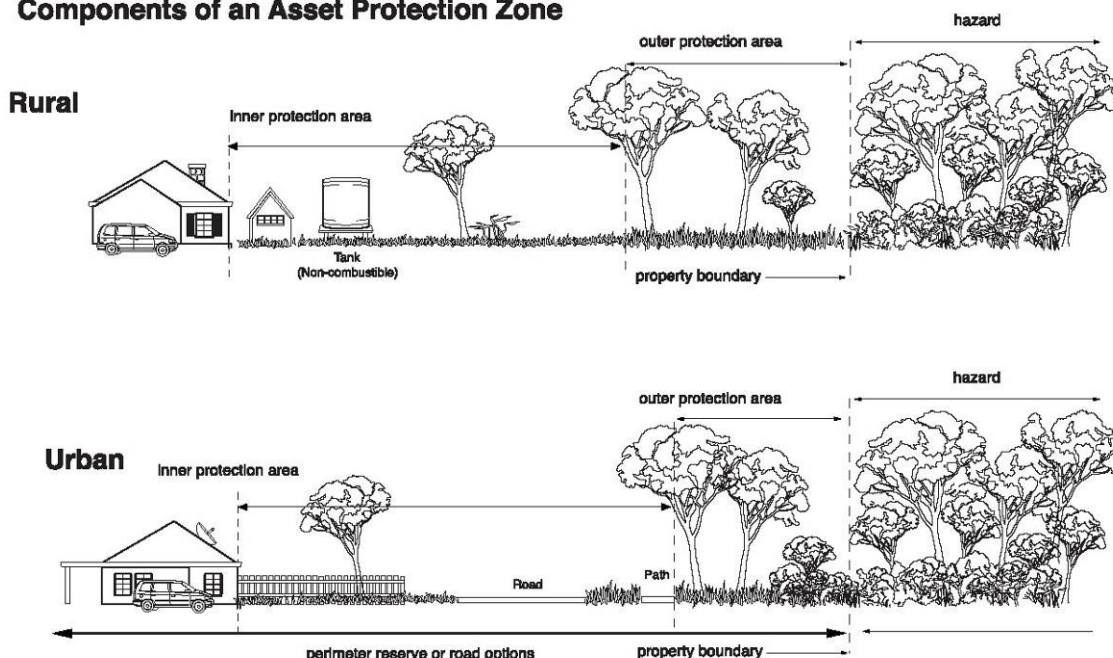 Components of an Asset Protection Zone
hazard
outer protection area
Rural
inner protection area
Tank
(Non-combustible)
property boundary
hazard
outer protection area
Urban
inner protection area
Path
Road
perimeter reserve or road options
property boundary